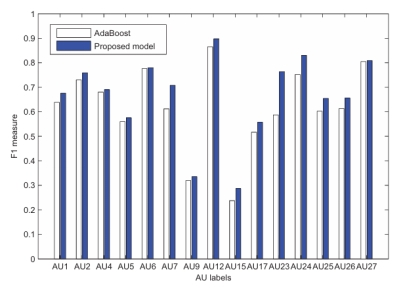 1
0.9
0.8
0.7
0.6
0.5
0.4
0.3
0.2
0.1
0
F1 measure
AdaBoost
Proposed model
AU1 AU2 AU4 AU5 AU6 AU7 AU9 AU12 AU15 AU17 AU23 AU24 AU25 AU26 AU27
AU labels